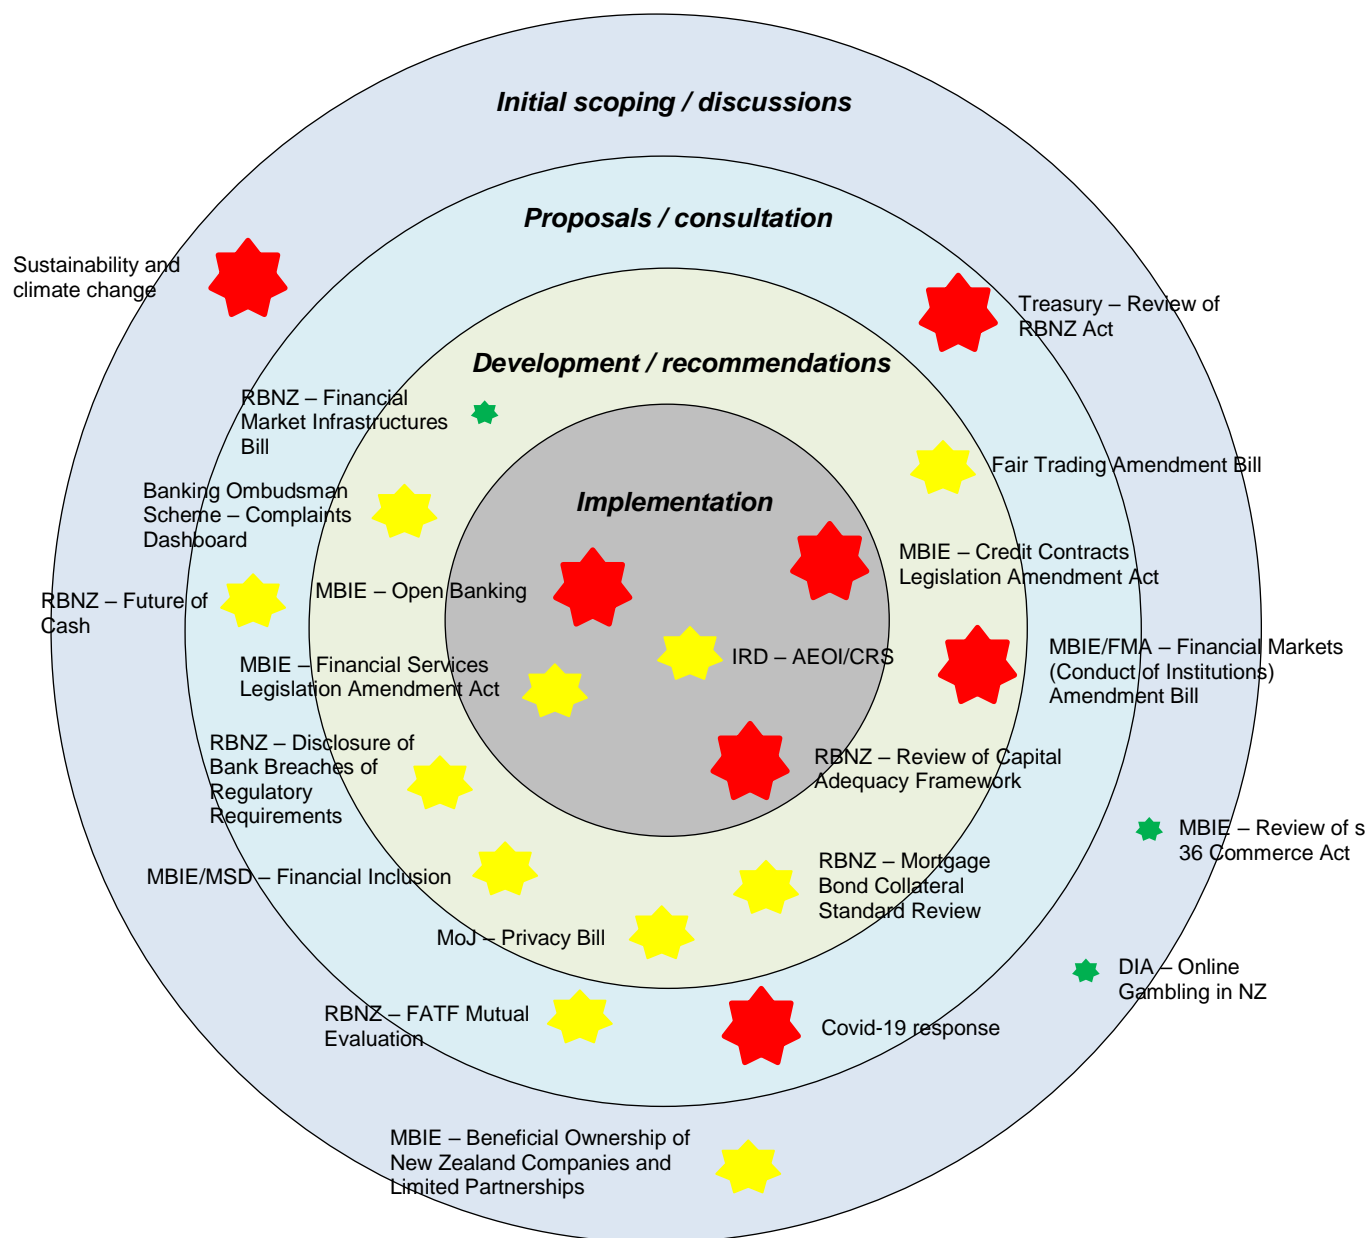 Initial scoping / discussions
Proposals / consultation
Sustainability and
climate change
Treasury – Review of
RBNZ Act
Development / recommendations
RBNZ – Financial
Market Infrastructures
Bill
Fair Trading Amendment Bill
Banking Ombudsman
Scheme – Complaints
Dashboard
Implementation
MBIE – Credit Contracts
Legislation Amendment Act
MBIE – Open Banking
RBNZ – Future of
Cash
MBIE/FMA – Financial Markets
(Conduct of Institutions)
Amendment Bill
IRD – AEOI/CRS
MBIE – Financial Services
Legislation Amendment Act
RBNZ – Disclosure of
Bank Breaches of
Regulatory
Requirements
RBNZ – Review of Capital
Adequacy Framework
MBIE – Review of s
36 Commerce Act
MBIE/MSD – Financial Inclusion
RBNZ – Mortgage
Bond Collateral
Standard Review
MoJ – Privacy Bill
DIA – Online
Gambling in NZ
RBNZ – FATF Mutual
Evaluation
Covid-19 response
MBIE – Beneficial Ownership of
New Zealand Companies and
Limited Partnerships